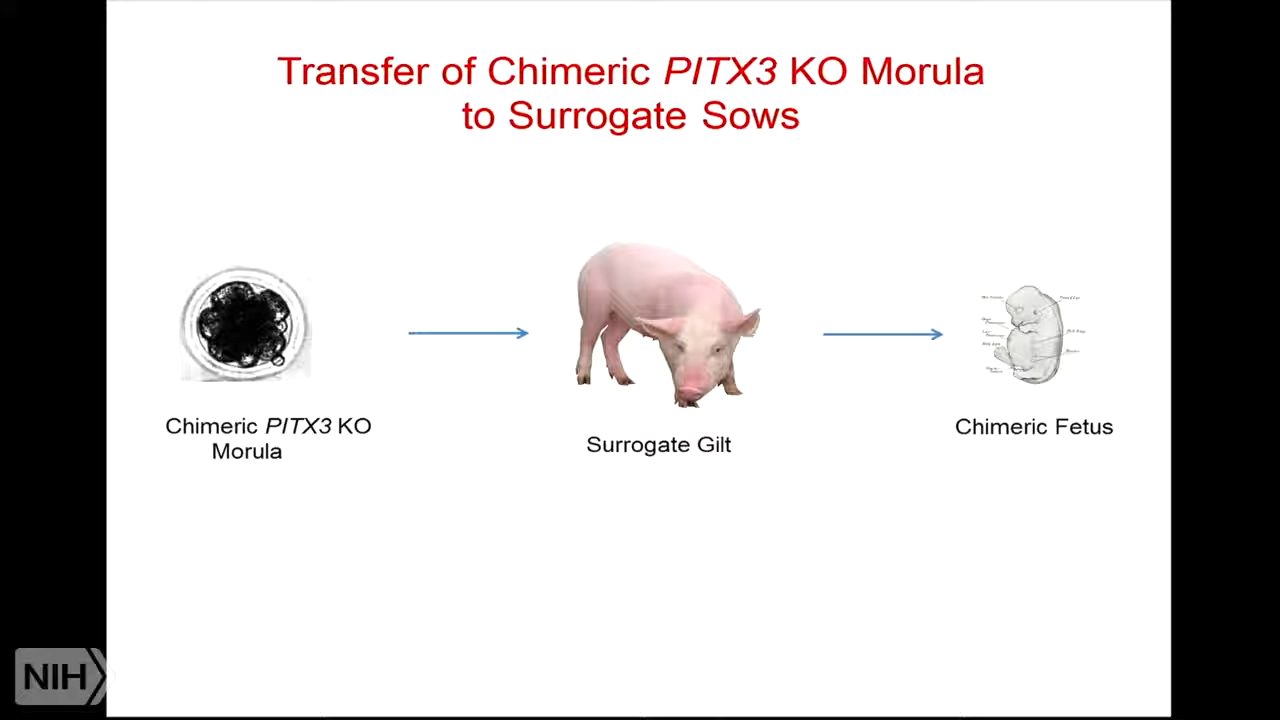 Transfer of Chimeric PITX3 KO Morula
to Surrogate Sows
Chimeric PITX3 KO
Morula
Surrogate Gilt
Chimeric Fetus
NIH